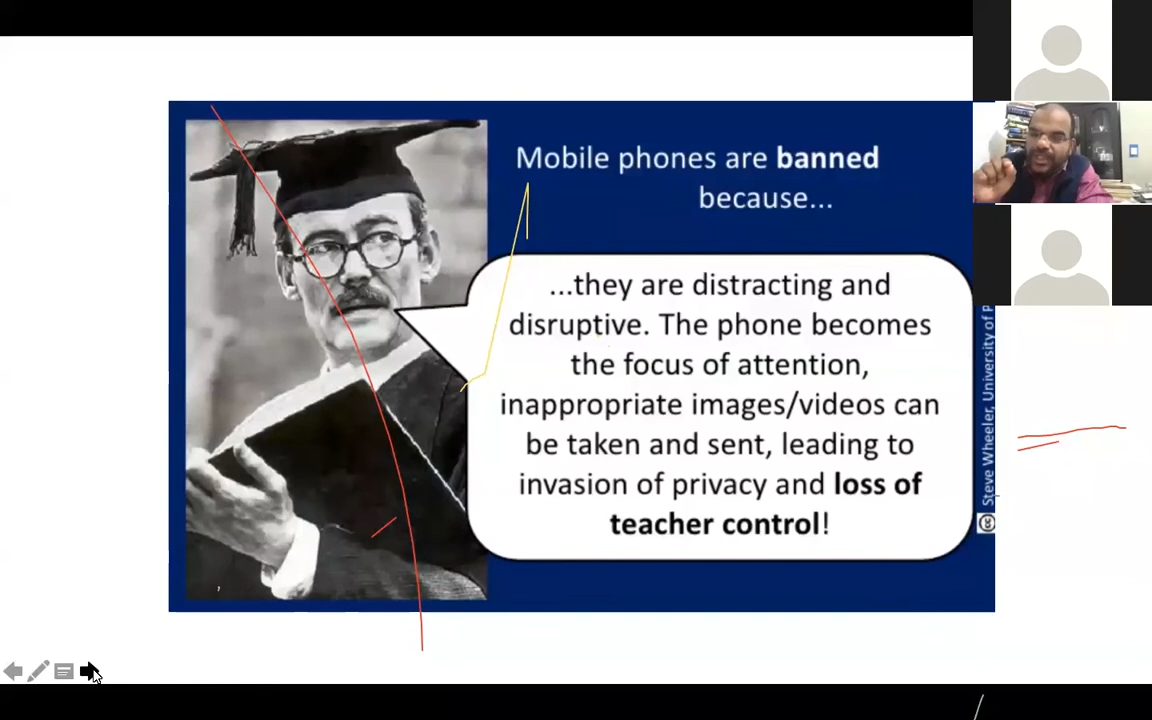 Mobile phones are banned
because...
...they are distracting and
disruptive. The phone becomes
the focus of attention,
inappropriate images/videos can
be taken and sent, leading to
invasion of privacy and loss of
teacher control!
cc Steve Wheeler, University of P